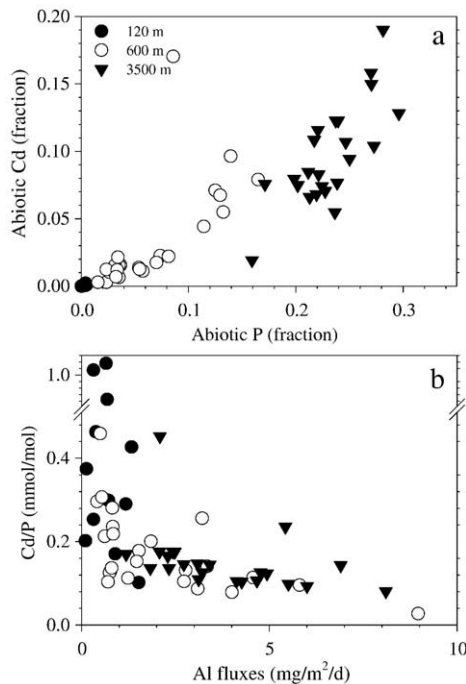 0.20
a
120 m
600 m
3500 m
0.15
Abiotic Cd (fraction)
0.10
0.05
0.00
0.0 0.1 0.2 0.3
Abiotic P (fraction)
b
1.0
Cd/P (mmol/mol)
0.4
0.2
0.0
0 5 10
Al fluxes (mg/m²/d)